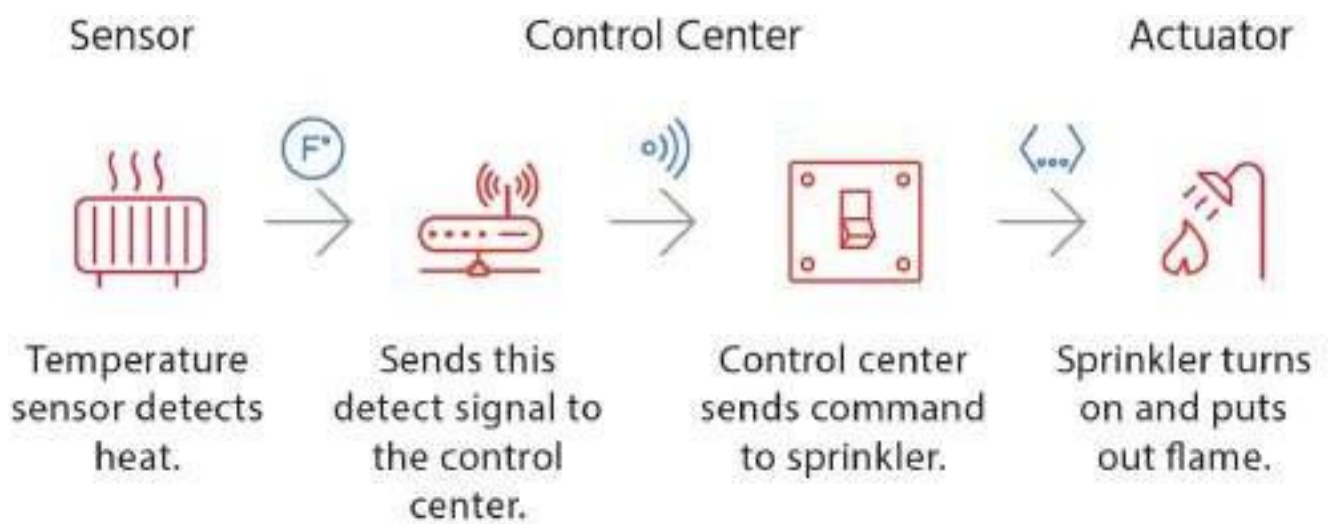 Sensor
Control Center
Actuator
F°
Temperature
sensor detects
heat.
Sends this
detect signal to
the control
center.
Control center
sends command
to sprinkler.
Sprinkler turns
on and puts
out flame.